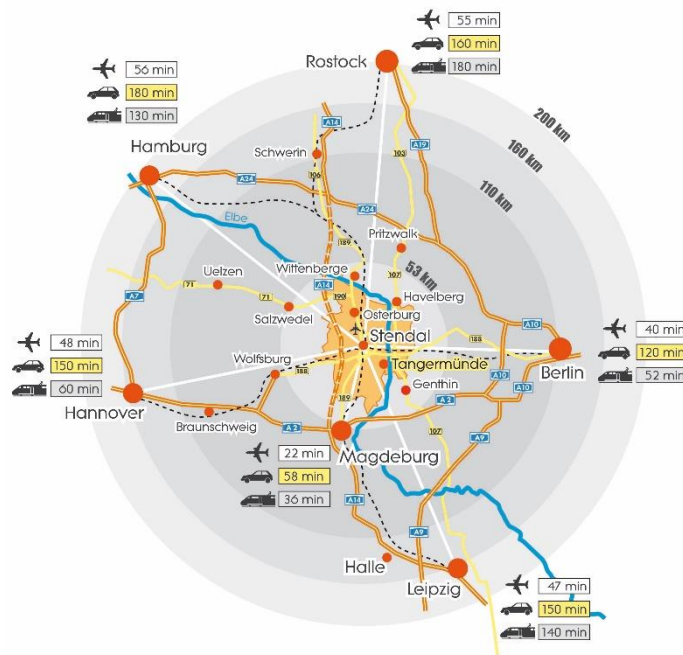 55 min
Rostock
160 min
180 min
56 min
180 min
130 min
200 km
160 km
110 km
53 km
Hamburg
A14
A19
Schwerin
103
A24
106
A24
Elbe
Pritzwalk
189
Wittenberge
107
Uelzen
A14
71
71
190
Havelberg
A7
Salzwedel
Osterburg
A10
48 min
Stendal
188
40 min
150 min
Tangermünde
120 min
60 min
Wolfsburg
188
Genthin
A10
Berlin
52 min
Hannover
A10
Braunschweig
A 2
189
A 2
107
A9
22 min
Magdeburg
58 min
36 min
A14
A9
Halle
Leipzig
47 min
150 min
140 min